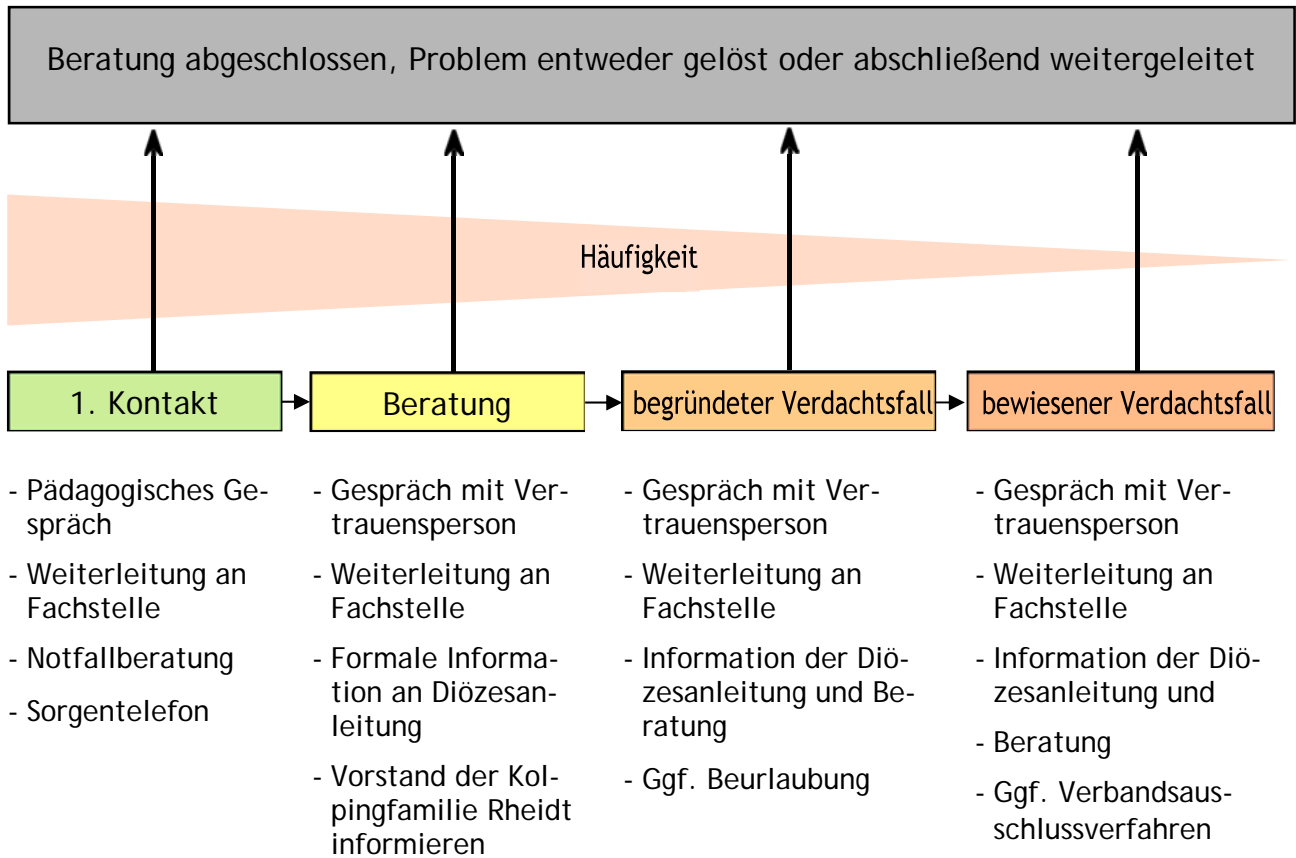 Beratung abgeschlossen, Problem entweder gelöst oder abschließend weitergeleitet
Häufigkeit
1. Kontakt
Beratung
begründeter Verdachtsfall
bewiesener Verdachtsfall
- Pädagogisches Ge-
spräch
- Weiterleitung an
Fachstelle
- Notfallberatung
- Sorgentelefon
- Gespräch mit Ver-
trauensperson
- Weiterleitung an
Fachstelle
- Formale Informa-
tion an Diözesan-
leitung
- Vorstand der Kol-
pingfamilie Rheidt
informieren
- Gespräch mit Ver-
trauensperson
- Weiterleitung an
Fachstelle
- Information der Diö-
zesanleitung und Be-
ratung
- Ggf. Beurlaubung
- Gespräch mit Ver-
trauensperson
- Weiterleitung an
Fachstelle
- Information der Diö-
zesanleitung und
- Beratung
- Ggf. Verbandsaus-
schlussverfahren